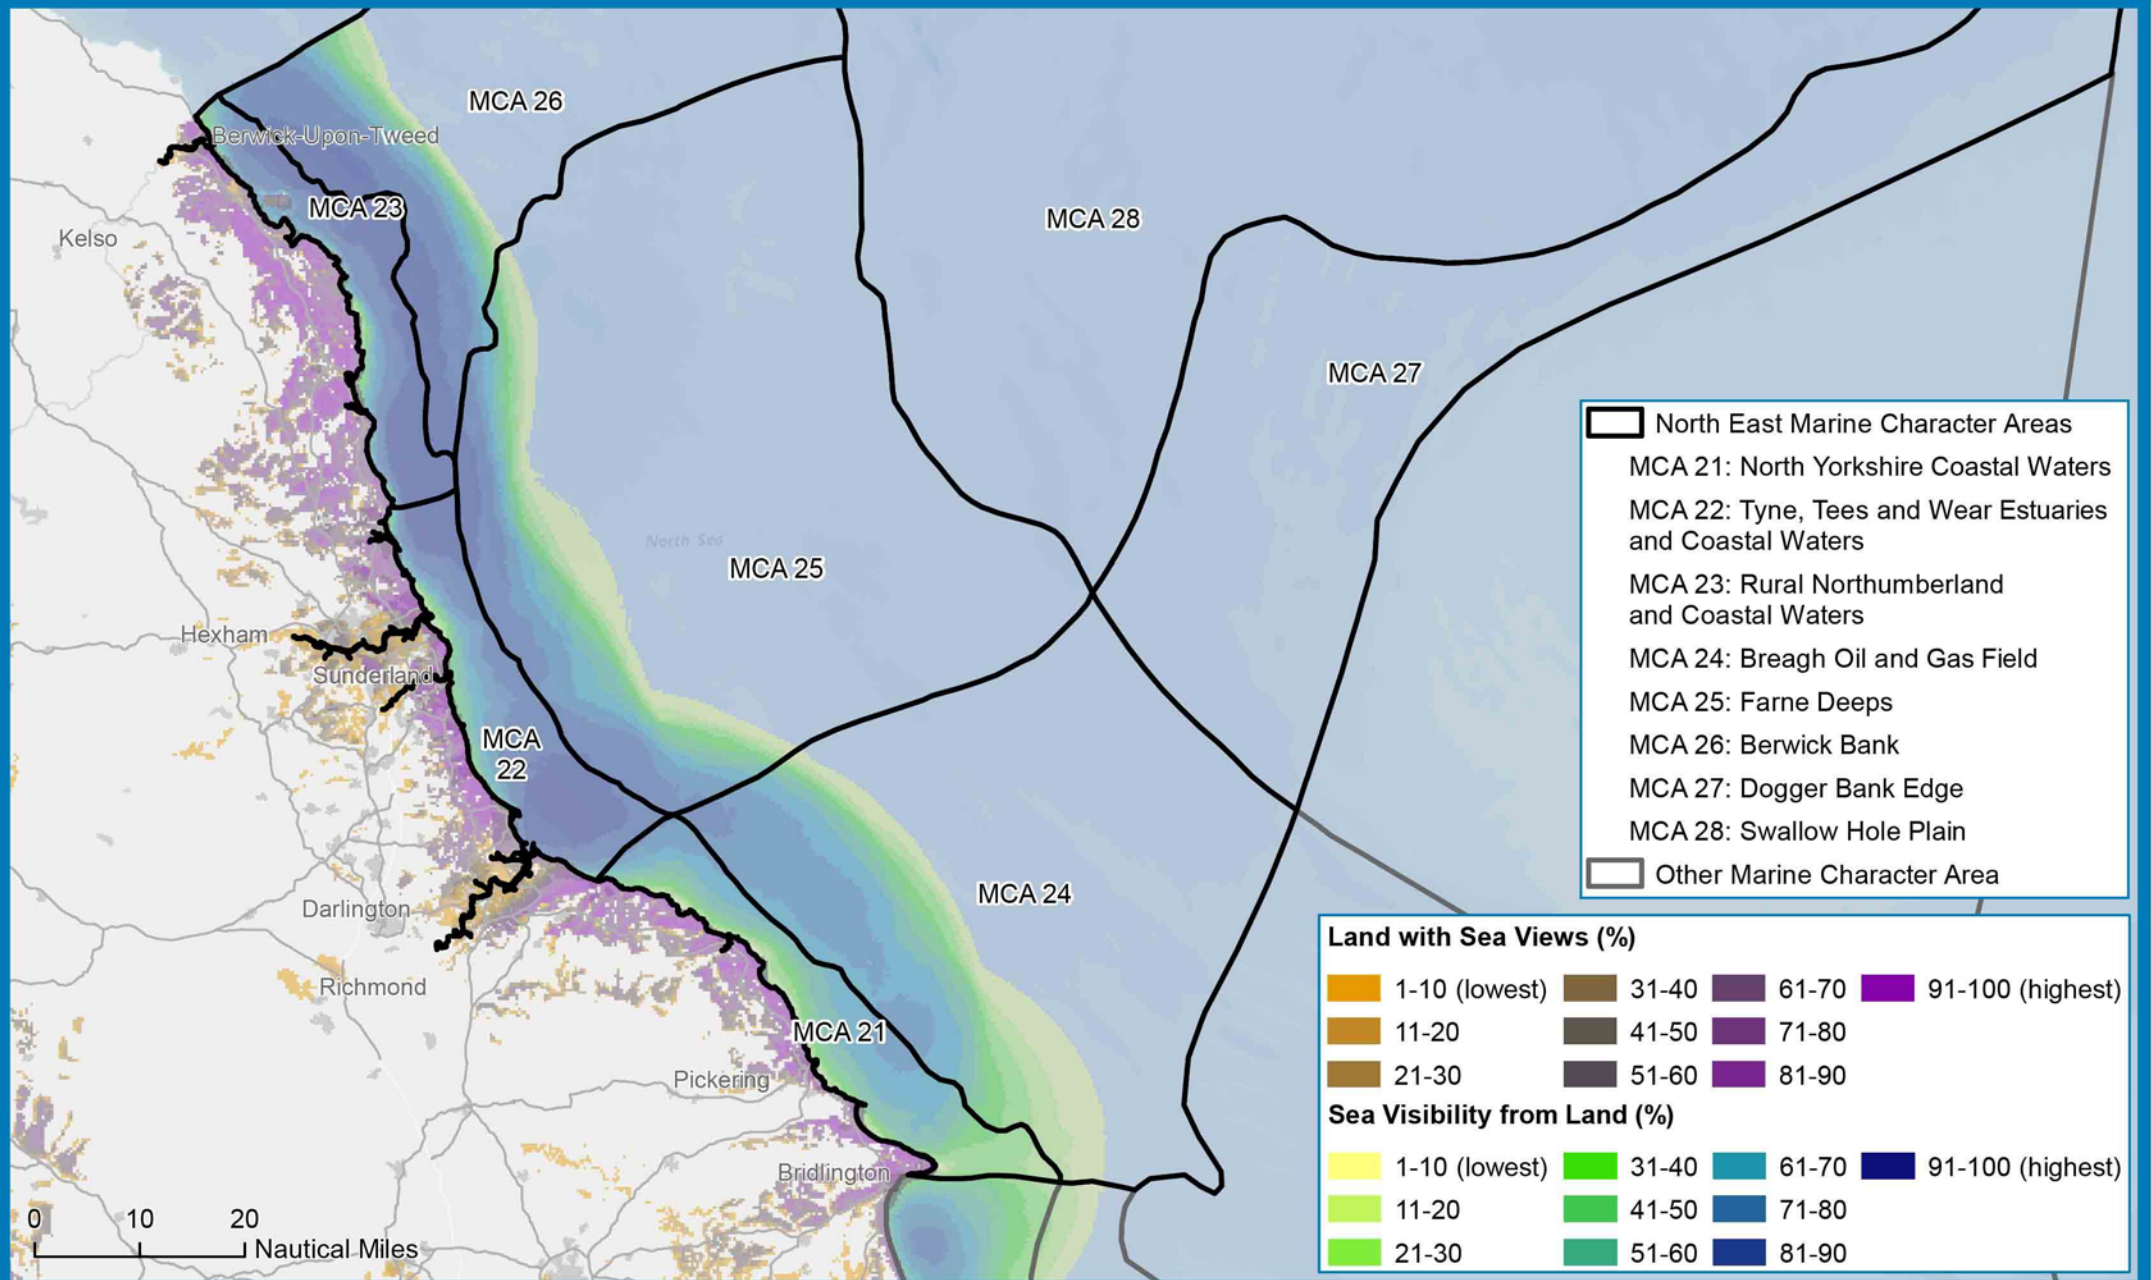 MCA 26
Berwick-Upon-Tweed
MCA 23
MCA 28
Kelso
MCA 27
North Sea
MCA 25
Hexham
Sunderland
MCA
22
MCA 24
Darlington
Richmond
MCA 21
Pickering
Bridlington
0 10 20
Nautical Miles
North East Marine Character Areas
MCA 21: North Yorkshire Coastal Waters
MCA 22: Tyne, Tees and Wear Estuaries
and Coastal Waters
MCA 23: Rural Northumberland
and Coastal Waters
MCA 24: Breagh Oil and Gas Field
MCA 25: Farne Deeps
MCA 26: Berwick Bank
MCA 27: Dogger Bank Edge
MCA 28: Swallow Hole Plain
Other Marine Character Area
Land with Sea Views (%)
1-10 (lowest) 31-40 61-70 91-100 (highest)
11-20 41-50 71-80
21-30 51-60 81-90
Sea Visibility from Land (%)
1-10 (lowest) 31-40 61-70 91-100 (highest)
11-20 41-50 71-80
21-30 51-60 81-90